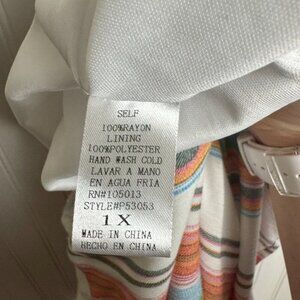 SELF
100%RAYON
LINING
100%POLYESTER
HAND WASH COLD
LAVAR A MANO
EN AGUA FRIA
RN#105013
STYLE#P53053
1X
MADE IN CHINA
HECHO EN CHINA